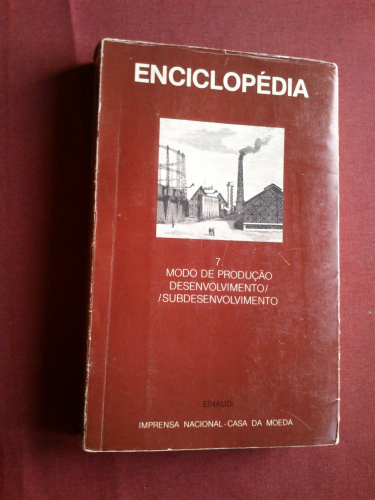 ENCICLOPÉDIA
7.
MODO DE PRODUÇÃO
DESENVOLVIMENTO/
/SUBDESENVOLVIMENTO
EINAUDI
IMPRENSA NACIONAL-CASA DA MOEDA